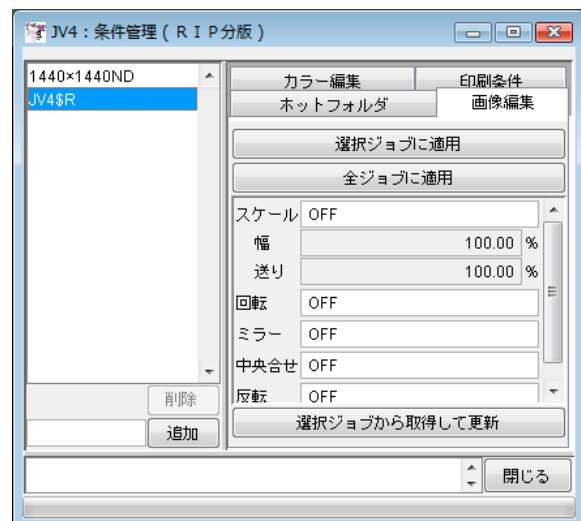 JV4：条件管理（ＲＩＰ分版）
1440×1440ND
JV4$R
削除
追加
カラー編集
印刷条件
ホットフォルダ
画像編集
選択ジョブに適用
全ジョブに適用
スケール OFF
幅 100.00 %
送り 100.00 %
回転 OFF
ミラー OFF
中央合せ OFF
反転 OFF
選択ジョブから取得して更新
閉じる